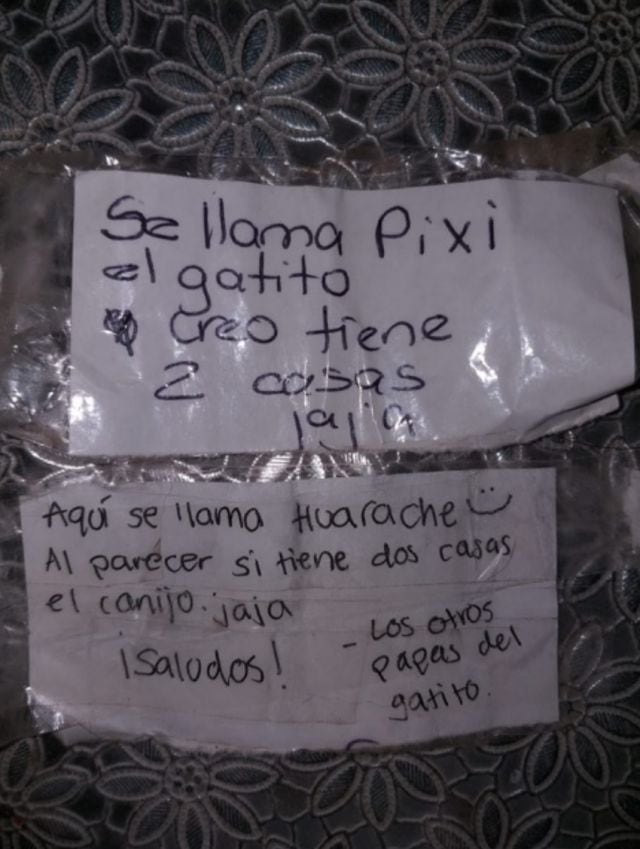 Se llama Pixi
el gatito
y creo tiene
2 casas
jaja
Aquí se llama Huarache
Al parecer si tiene dos casas
el canijo. jaja
¡Saludos!
- Los otros
papas del
gatito.